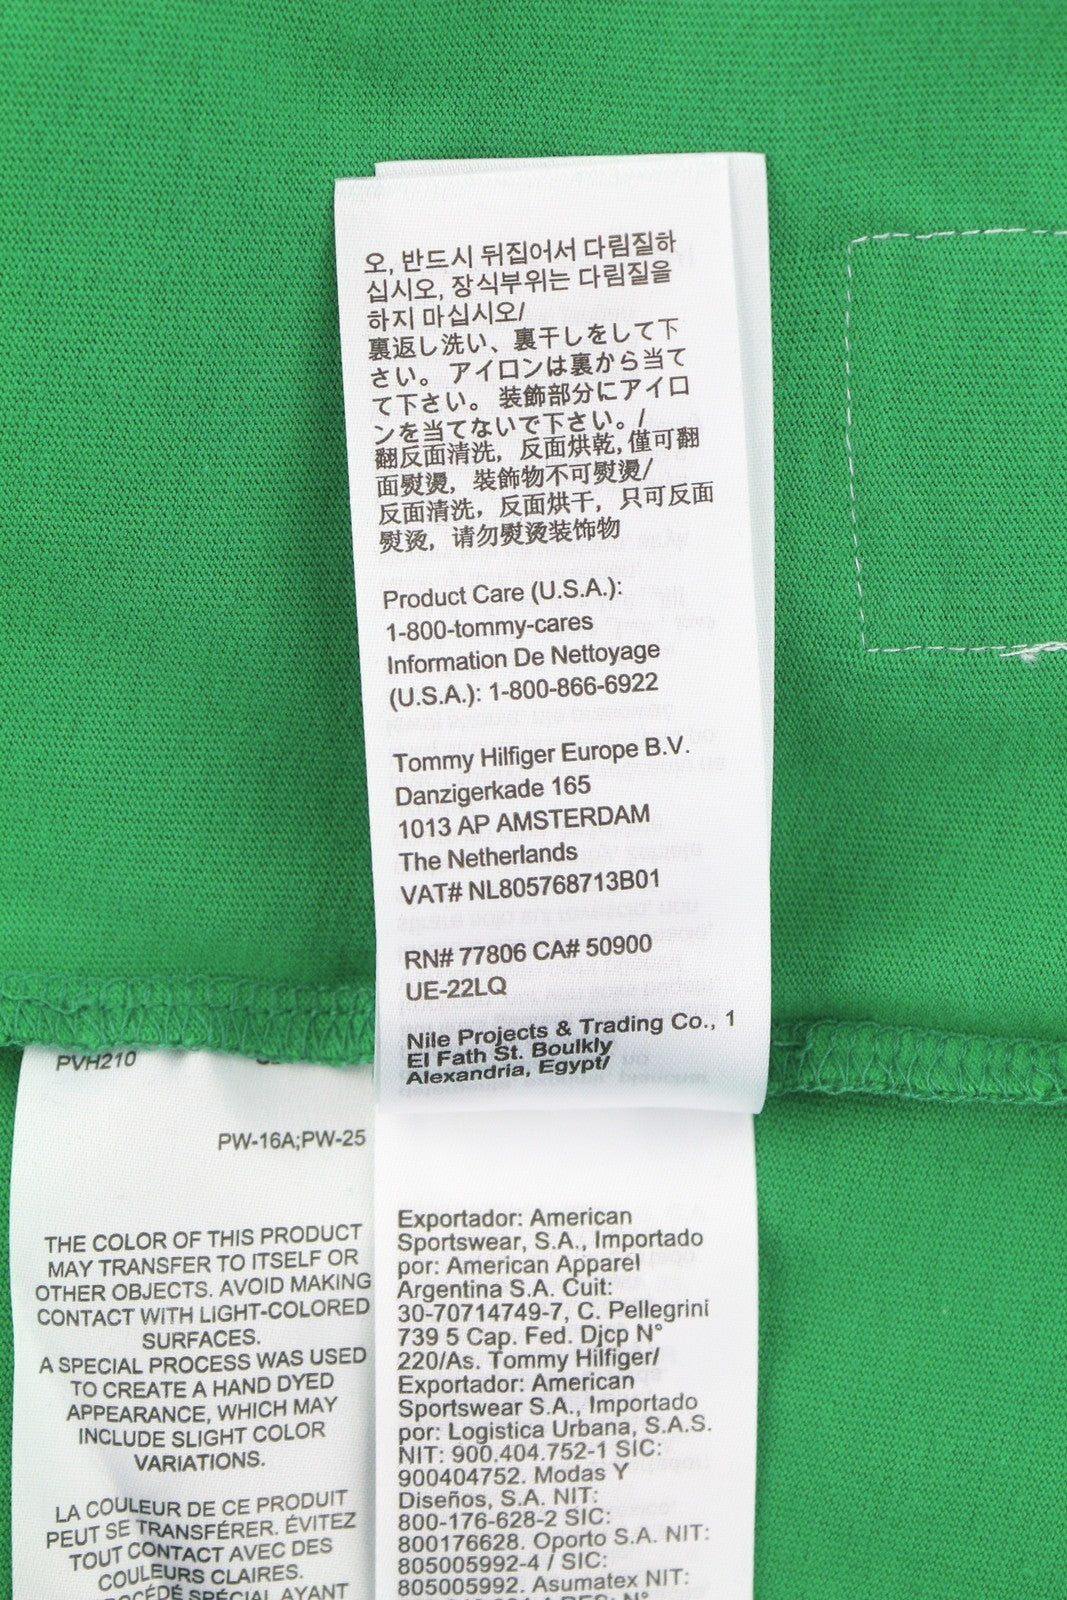 오, 반드시 뒤집어서 다림질하
십시오, 장식부위는 다림질을
하지 마십시오/
裏返し洗い、裏干しをして下
さい。 アイロンは裏から当て
て下さい。 装飾部分にアイロ
ンを当てないで下さい。/
翻反面清洗, 反面烘乾,僅可翻
面熨燙, 裝飾物不可熨燙/
反面清洗, 反面烘干, 只可反面
熨烫, 请勿熨烫装饰物
Product Care (U.S.A.):
1-800-tommy-cares
Information De Nettoyage
(U.S.A.): 1-800-866-6922
Tommy Hilfiger Europe B.V.
Danzigerkade 165
1013 AP AMSTERDAM
The Netherlands
VAT# NL805768713B01
RN# 77806 CA# 50900
UE-22LQ
Nile Projects & Trading Co., 1
El Fath St. Boulkly
Alexandria, Egypt/
PVH210
PW-16A;PW-25
THE COLOR OF THIS PRODUCT
MAY TRANSFER TO ITSELF OR
OTHER OBJECTS. AVOID MAKING
CONTACT WITH LIGHT-COLORED
SURFACES.
A SPECIAL PROCESS WAS USED
TO CREATE A HAND DYED
APPEARANCE, WHICH MAY
INCLUDE SLIGHT COLOR
VARIATIONS.
LA COULEUR DE CE PRODUIT
PEUT SE TRANSFÉRER. ÉVITEZ
TOUT CONTACT AVEC DES
COULEURS CLAIRES.
SPÉCIAL AYANT
Exportador: American
Sportswear, S.A., Importado
por: American Apparel
Argentina S.A. Cuit:
30-70714749-7, C. Pellegrini
739 5 Cap. Fed. Djcp N°
220/As. Tommy Hilfiger/
Exportador: American
Sportswear S.A., Importado
por: Logistica Urbana, S.A.S.
NIT: 900.404.752-1 SIC:
900404752. Modas Y
Diseños, S.A. NIT:
800-176-628-2 SIC:
800176628. Oporto S.A. NIT:
805005992-4 / SIC:
805005992. Asumatex NIT: